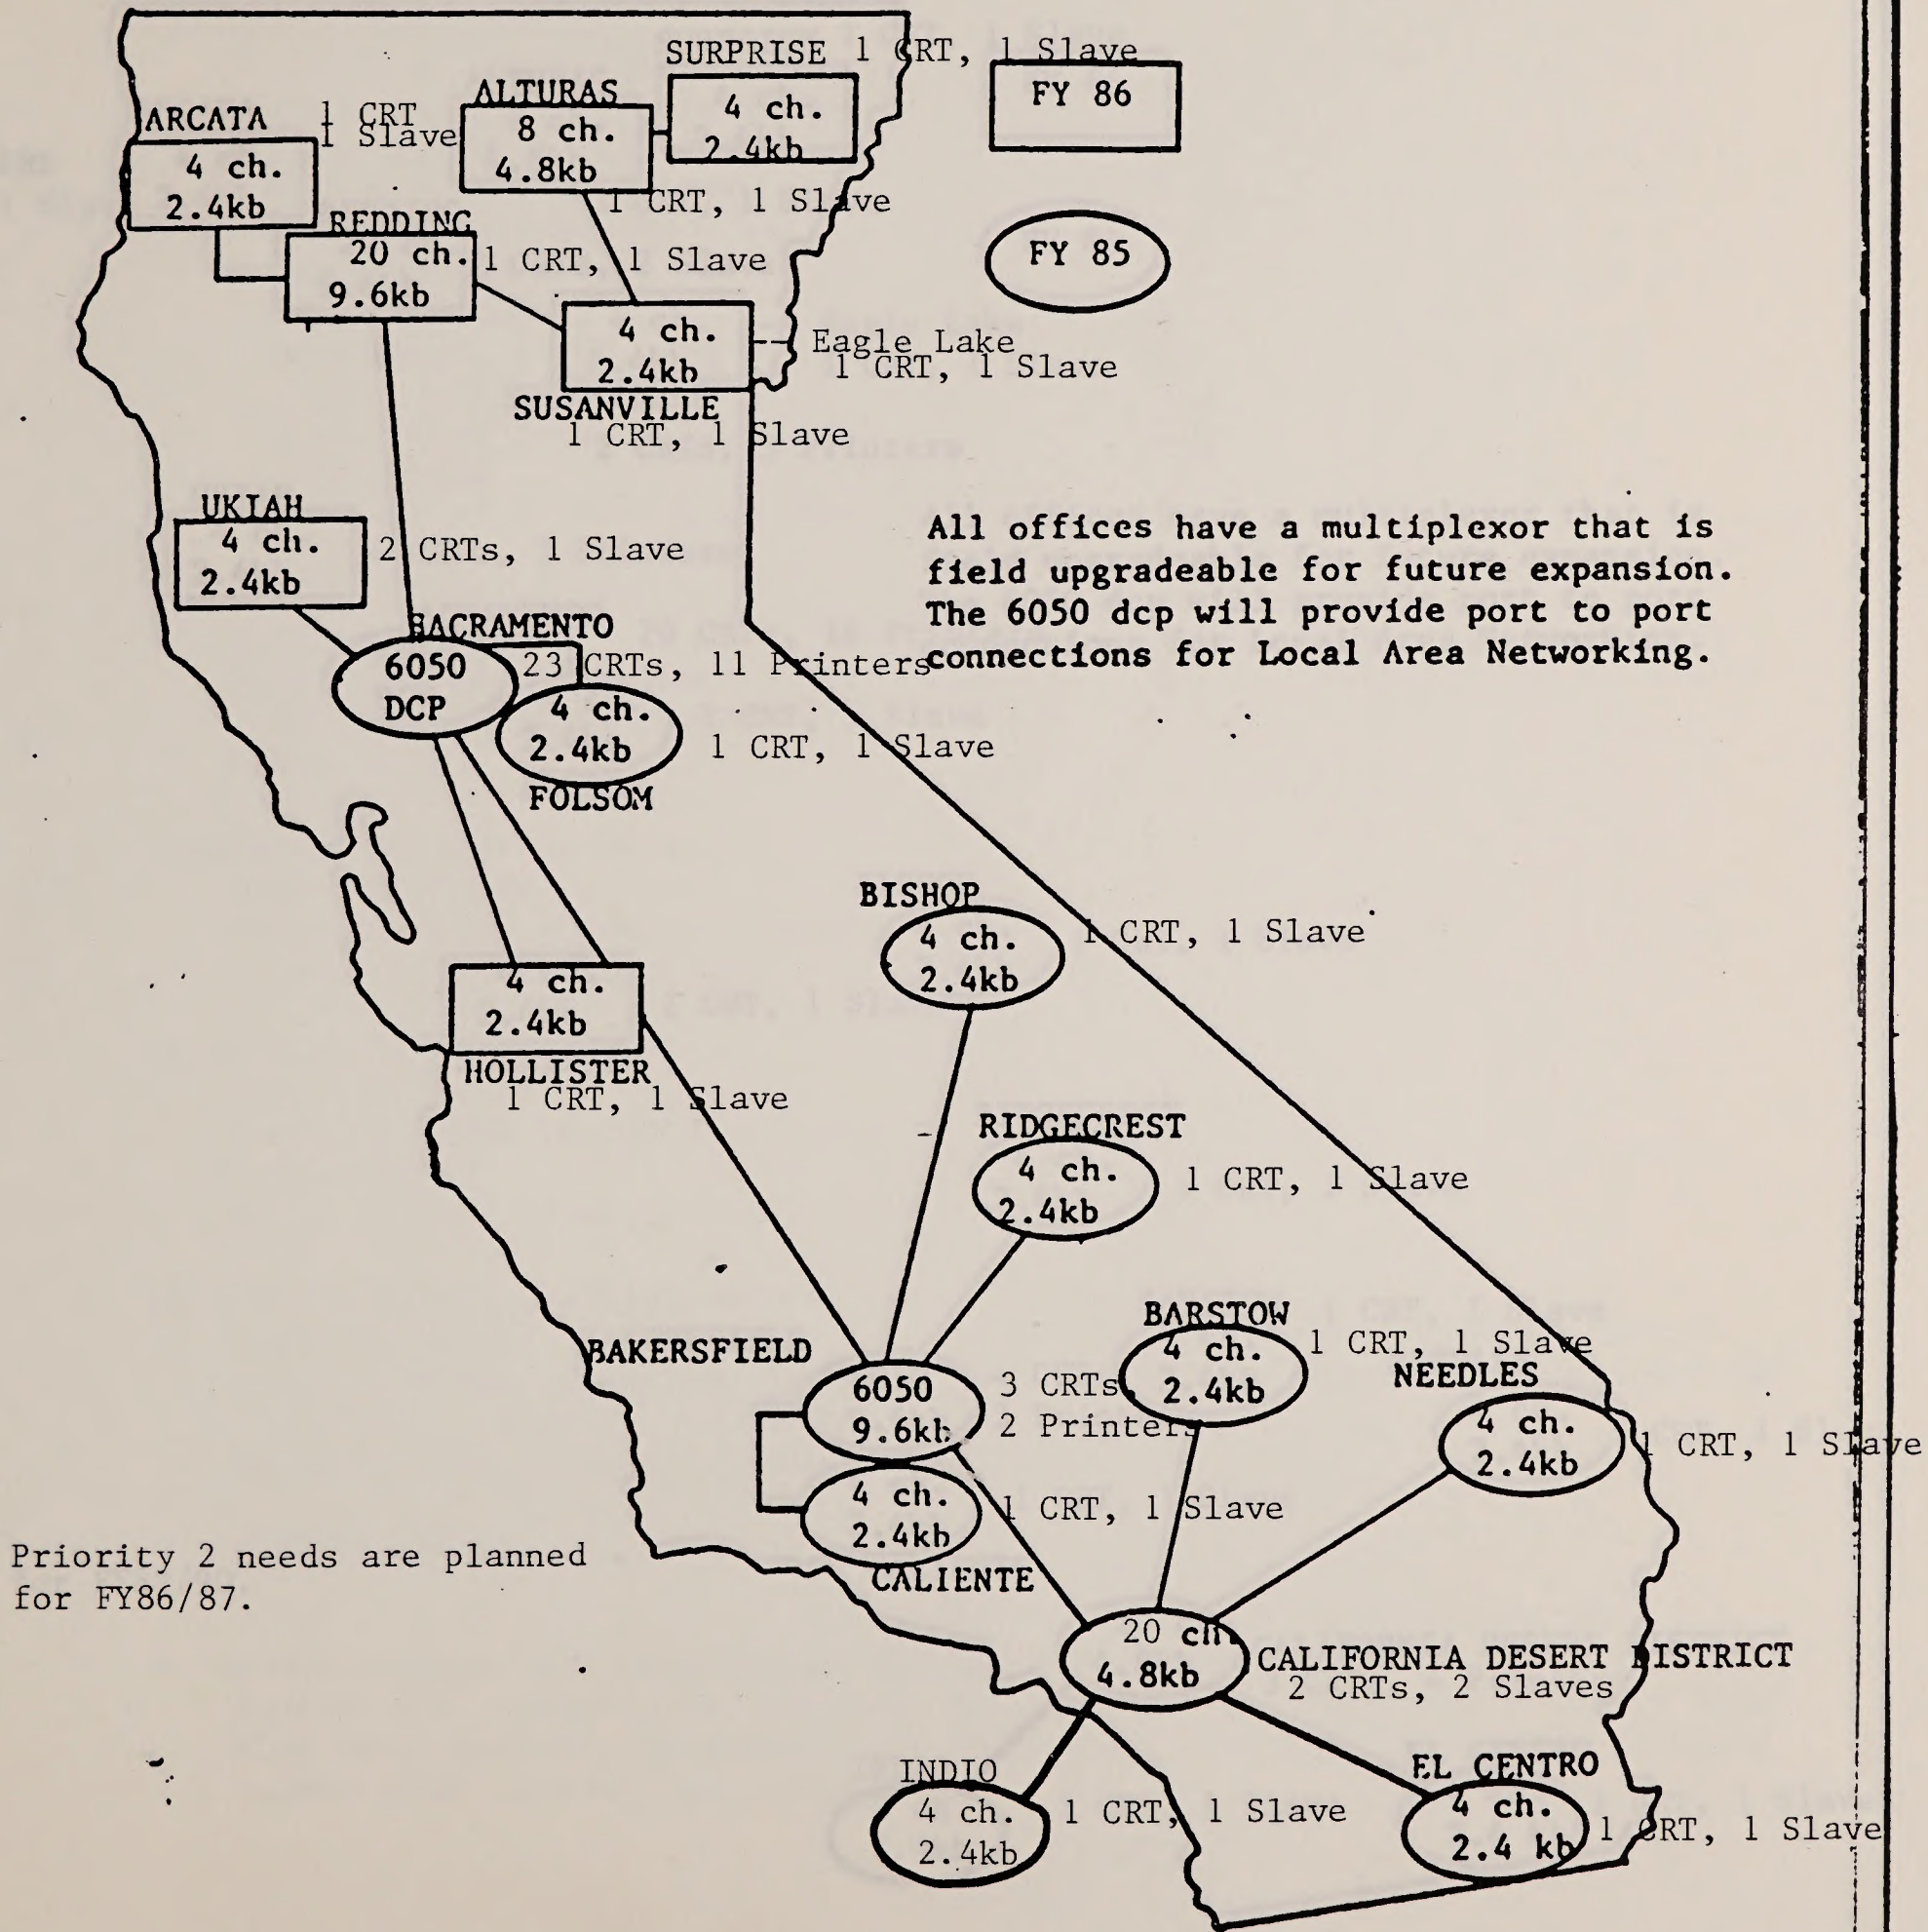 SURPRISE 1 CRT, 1 Slave
4 ch.
2.4kb
FY 86
ALTURAS
8 ch.
4.8kb
1 CRT, 1 Slave
ARCATA
1 CRT
1 Slave
4 ch.
2.4kb
REDDING
20 ch.
9.6kb
1 CRT, 1 Slave
FY 85
4 ch.
2.4kb
Eagle Lake
1 CRT, 1 Slave
SUSANVILLE
1 CRT, 1 Slave
UKIAH
4 ch.
2.4kb
2 CRTs, 1 Slave
All offices have a multiplexor that is
field upgradeable for future expansion.
The 6050 dcp will provide port to port
connections for Local Area Networking.
SACRAMENTO
6050
DCP
23 CRTs, 11 Printers
4 ch.
2.4kb
1 CRT, 1 Slave
FOLSOM
BISHOP
4 ch.
2.4kb
1 CRT, 1 Slave
4 ch.
2.4kb
HOLLISTER
1 CRT, 1 Slave
RIDGECREST
4 ch.
2.4kb
1 CRT, 1 Slave
BARSTOW
4 ch.
2.4kb
1 CRT, 1 Slave
BAKERSFIELD
6050
9.6kb
3 CRTs
2 Printers
NEEDLES
4 ch.
2.4kb
1 CRT, 1 Slave
4 ch.
2.4kb
1 CRT, 1 Slave
CALIENTE
Priority 2 needs are planned
for FY86/87.
20 ch
4.8kb
CALIFORNIA DESERT DISTRICT
2 CRTs, 2 Slaves
INDIO
4 ch.
2.4kb
1 CRT, 1 Slave
EL CENTRO
4 ch.
2.4 kb
1 CRT, 1 Slave